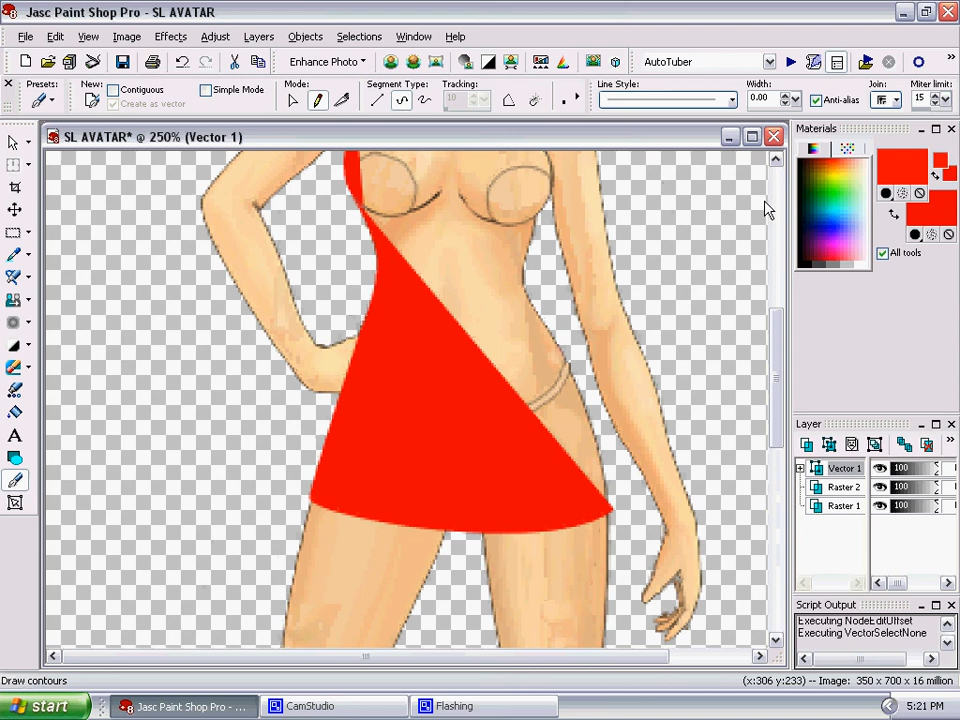 Jasc Paint Shop Pro - SL AVATAR
File Edit View Image Effects Adjust Layers Objects Selections Window Help
Enhance Photo AutoTuber
Presets: New: Contiguous Simple Mode Mode: Segment Type: Tracking: Line Style: Width: Join: Miter limit:
Create as vector 10 0.00 Anti-alias 15
SL AVATAR* @ 250% (Vector 1)
Materials
All tools
Layer
Vector 1 100
Raster 2 100
Raster 1 100
Script Output
Executing NodeEditOffset
Executing VectorSelectNone
Draw contours (x:306 y:233) -- Image: 350 x 700 x 16 million
start Jasc Paint Shop Pro - ... CamStudio Flashing 5:21 PM